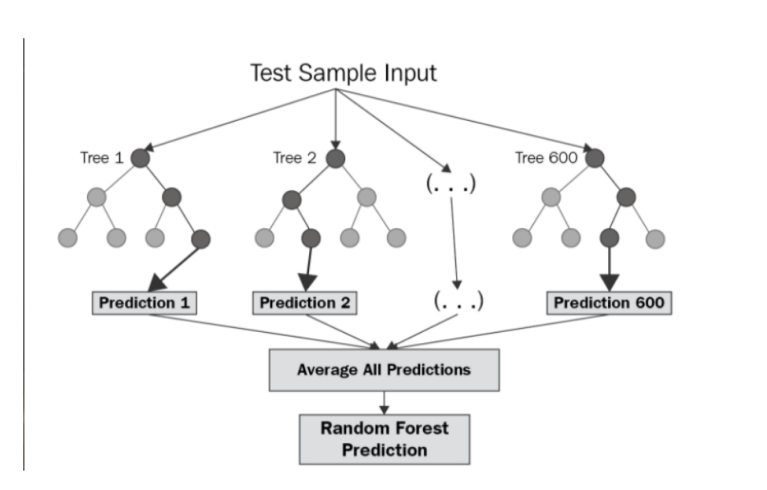 Test Sample Input
Tree 1
Tree 2
Tree 600
(. . .)
Prediction 1
Prediction 2
(. . .)
Prediction 600
Average All Predictions
Random Forest
Prediction